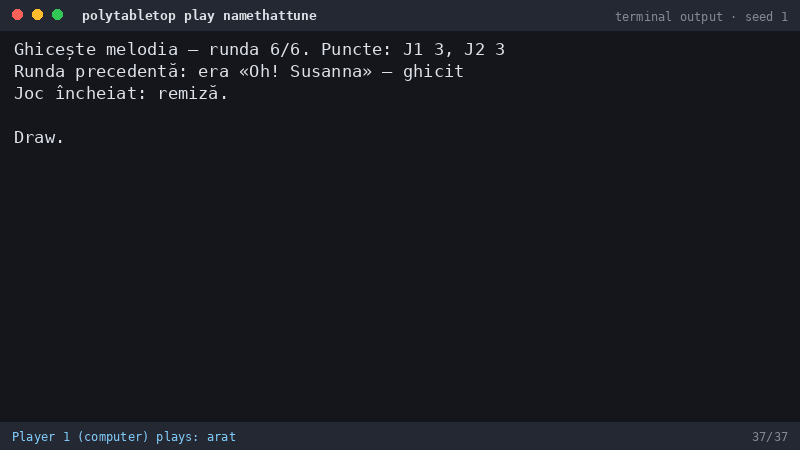 polytabletop play namethattune
terminal output · seed 1
Ghicește melodia — runda 6/6. Puncte: J1 3, J2 3
Runda precedentă: era «Oh! Susanna» — ghicit
Joc încheiat: remiză.
Draw.
Player 1 (computer) plays: arat
37/37